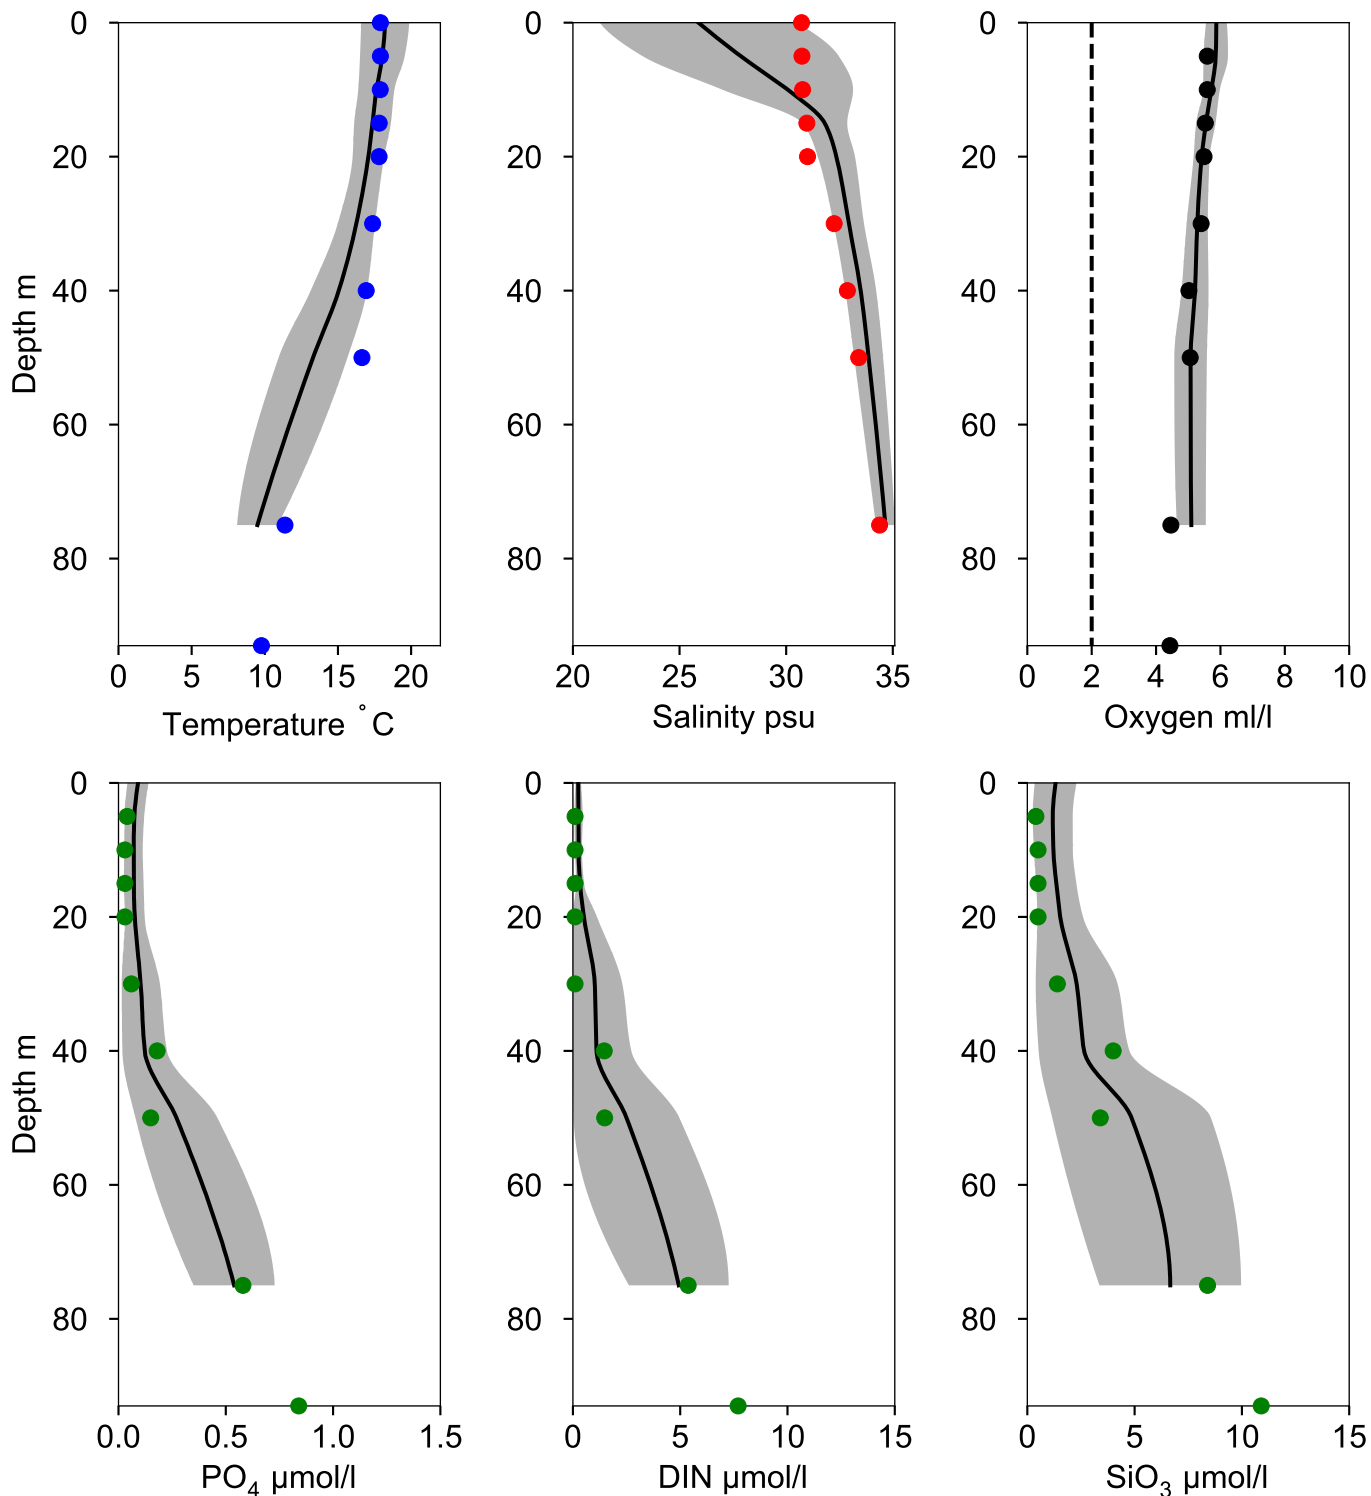 0
20
40
60
80
Depth m
0 5 10 15 20
Temperature °C
0
20
40
60
80
20 25 30 35
Salinity psu
0
20
40
60
80
0 2 4 6 8 10
Oxygen ml/l
0
20
40
60
80
Depth m
0.0 0.5 1.0 1.5
PO₄ µmol/l
0
20
40
60
80
0 5 10 15
DIN µmol/l
0
20
40
60
80
0 5 10 15
SiO₃ µmol/l